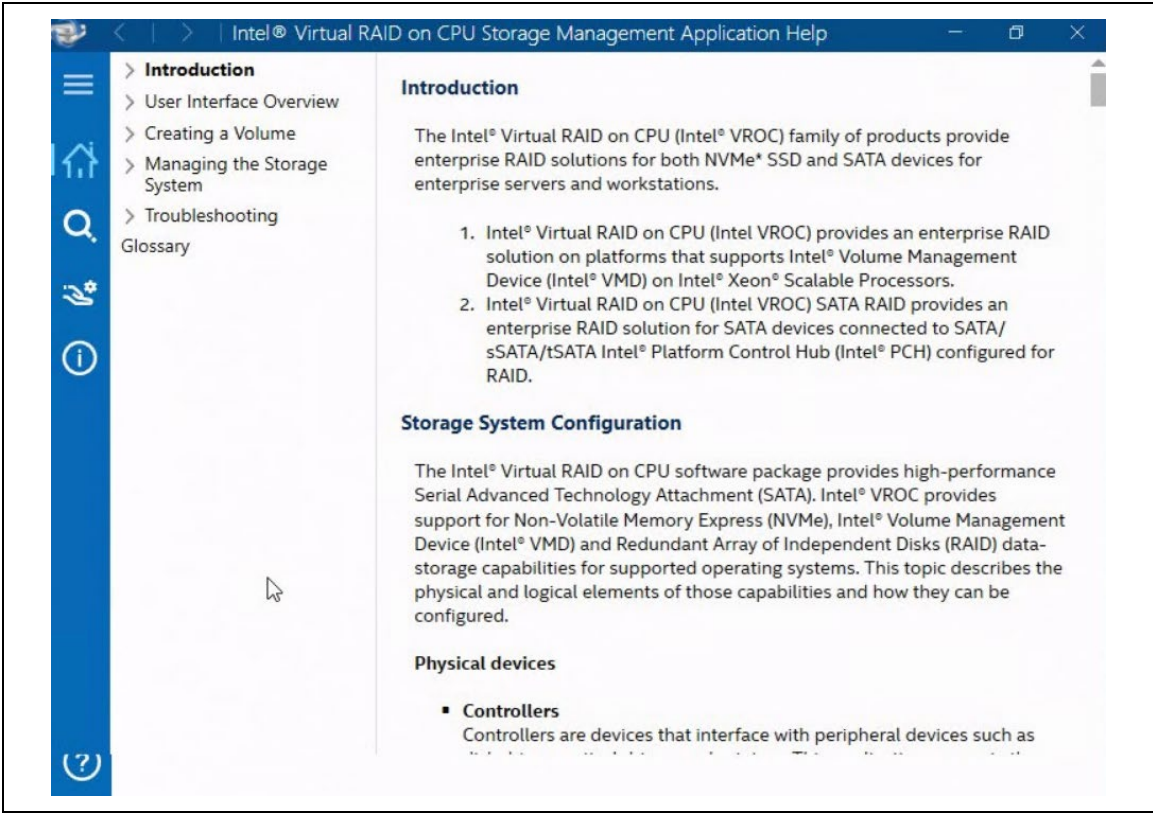 Intel® Virtual RAID on CPU Storage Management Application Help
Introduction
User Interface Overview
Creating a Volume
Managing the Storage
System
Troubleshooting
Glossary
Introduction
The Intel® Virtual RAID on CPU (Intel® VROC) family of products provide
enterprise RAID solutions for both NVMe* SSD and SATA devices for
enterprise servers and workstations.
1. Intel® Virtual RAID on CPU (Intel VROC) provides an enterprise RAID
solution on platforms that supports Intel® Volume Management
Device (Intel® VMD) on Intel® Xeon® Scalable Processors.
2. Intel® Virtual RAID on CPU (Intel VROC) SATA RAID provides an
enterprise RAID solution for SATA devices connected to SATA/
sSATA/tSATA Intel® Platform Control Hub (Intel® PCH) configured for
RAID.
Storage System Configuration
The Intel® Virtual RAID on CPU software package provides high-performance
Serial Advanced Technology Attachment (SATA). Intel® VROC provides
support for Non-Volatile Memory Express (NVMe), Intel® Volume Management
Device (Intel® VMD) and Redundant Array of Independent Disks (RAID) data-
storage capabilities for supported operating systems. This topic describes the
physical and logical elements of those capabilities and how they can be
configured.
Physical devices
▪ Controllers
Controllers are devices that interface with peripheral devices such as